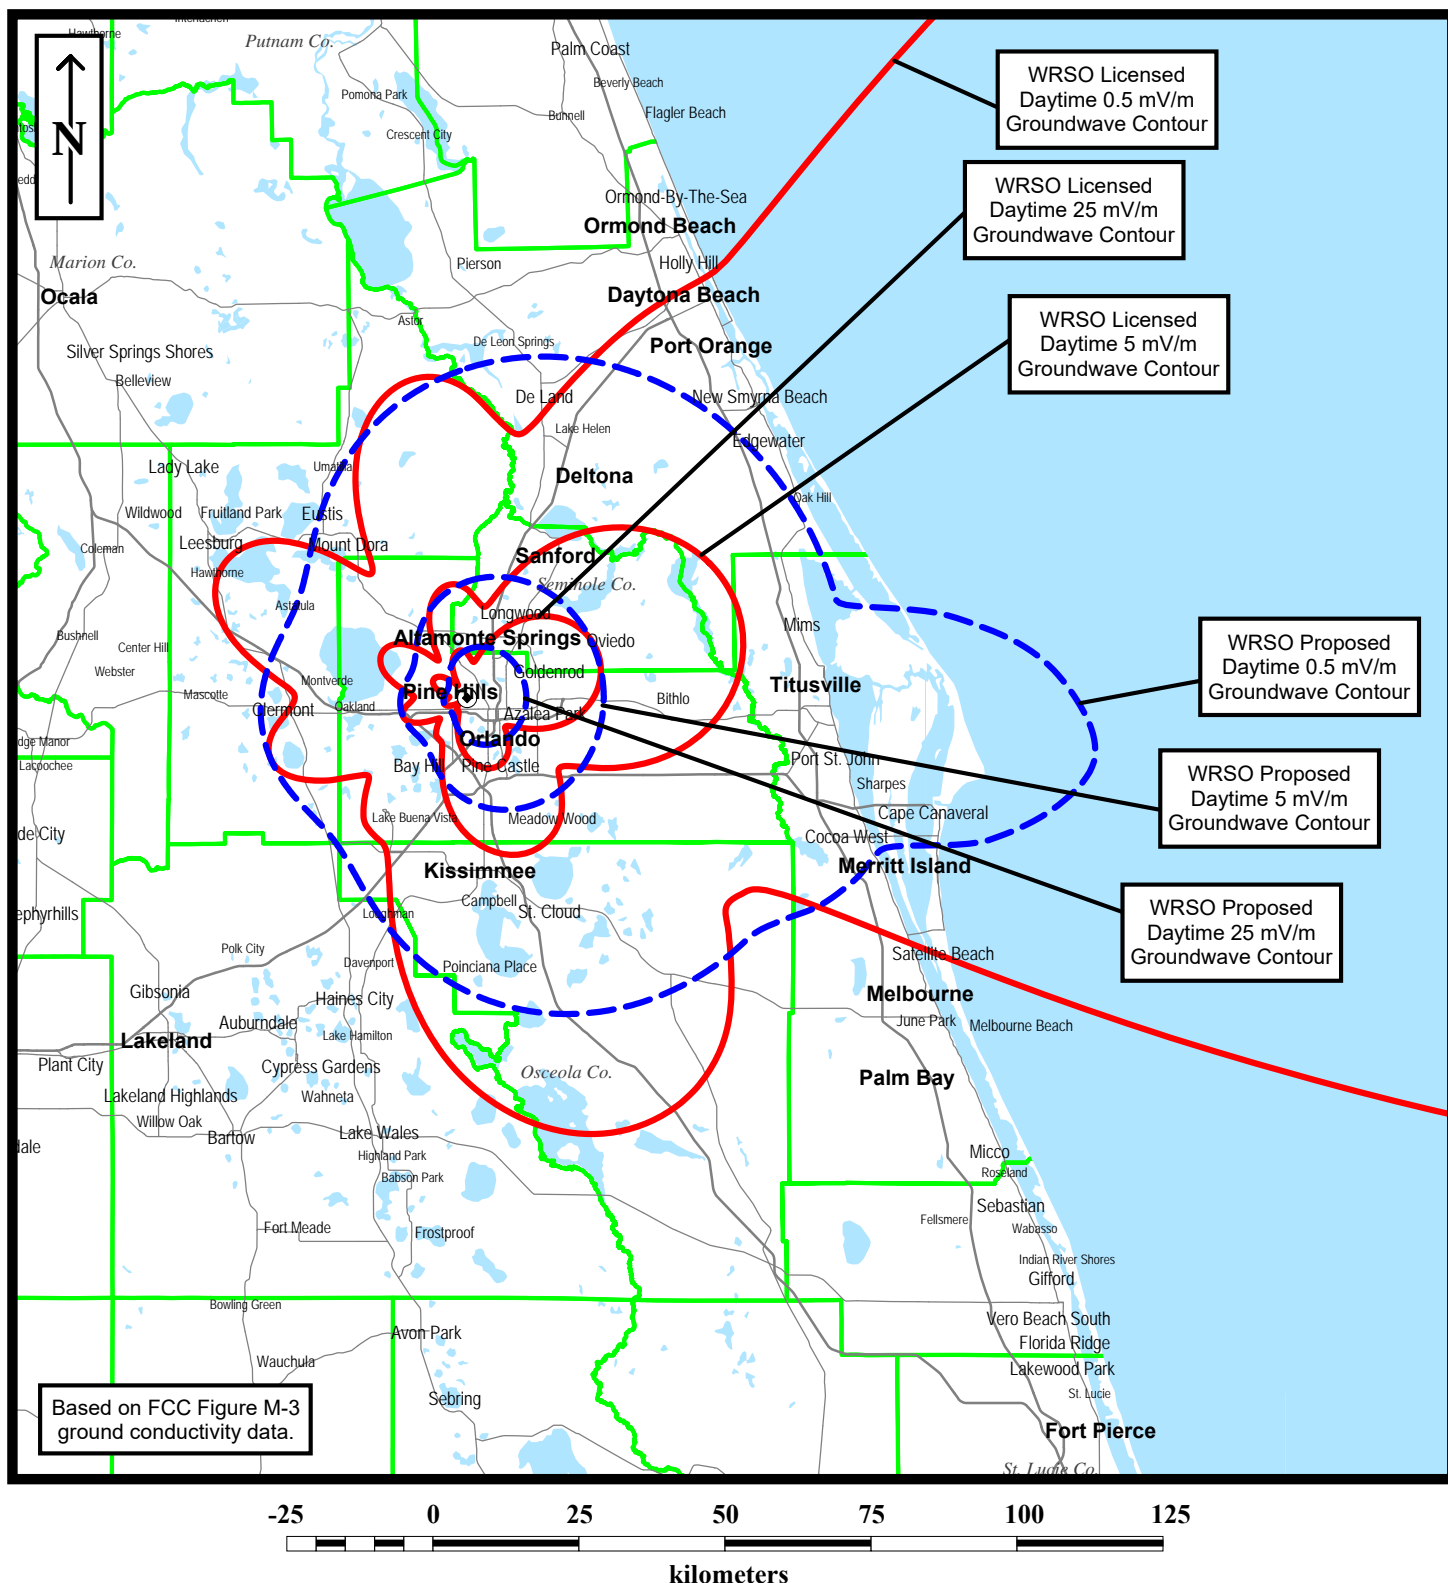 Interlachen
Hawthorne
Putnam Co.
Palm Coast
Beverly Beach
Pomona Park
Bunnell
Flagler Beach
Crescent City
N
WRSO Licensed
Daytime 0.5 mV/m
Groundwave Contour
WRSO Licensed
Daytime 25 mV/m
Groundwave Contour
Ormond-By-The-Sea
Ormond Beach
Marion Co.
Pierson
Holly Hill
Ocala
Daytona Beach
Astor
WRSO Licensed
Daytime 5 mV/m
Groundwave Contour
De Leon Springs
Port Orange
Silver Springs Shores
Belleview
De Land
New Smyrna Beach
Lake Helen
Edgewater
Lady Lake
Umatilla
Deltona
Oak Hill
Wildwood
Fruitland Park
Eustis
Coleman
Leesburg
Mount Dora
Sanford
Hawthorne
Seminole Co.
Astatula
Longwood
Mims
Bushnell
Center Hill
Altamonte Springs
Oviedo
WRSO Proposed
Daytime 0.5 mV/m
Groundwave Contour
Webster
Montverde
Goldenrod
Titusville
Mascotte
Pine Hills
Bithlo
Clermont
Oakland
Azalea Park
Orlando
dge Manor
Lacoochee
Bay Hill
Pine Castle
Port St. John
Sharpes
WRSO Proposed
Daytime 5 mV/m
Groundwave Contour
Lake Buena Vista
Meadow Wood
Cape Canaveral
de City
Cocoa West
Kissimmee
Merritt Island
Campbell
ephyrhills
Loughman
St. Cloud
WRSO Proposed
Daytime 25 mV/m
Groundwave Contour
Polk City
Davenport
Poinciana Place
Satellite Beach
Gibsonia
Haines City
Melbourne
Auburndale
June Park
Melbourne Beach
Lakeland
Lake Hamilton
Plant City
Cypress Gardens
Osceola Co.
Palm Bay
Lakeland Highlands
Wahneta
Willow Oak
Bartow
Lake Wales
dale
Highland Park
Micco
Babson Park
Roseland
Sebastian
Fort Meade
Frostproof
Fellsmere
Wabasso
Indian River Shores
Gifford
Bowling Green
Vero Beach South
Avon Park
Florida Ridge
Wauchula
Lakewood Park
Sebring
St. Lucie
Based on FCC Figure M-3
ground conductivity data.
Fort Pierce
St. Lucie Co.
-25 0 25 50 75 100 125
kilometers